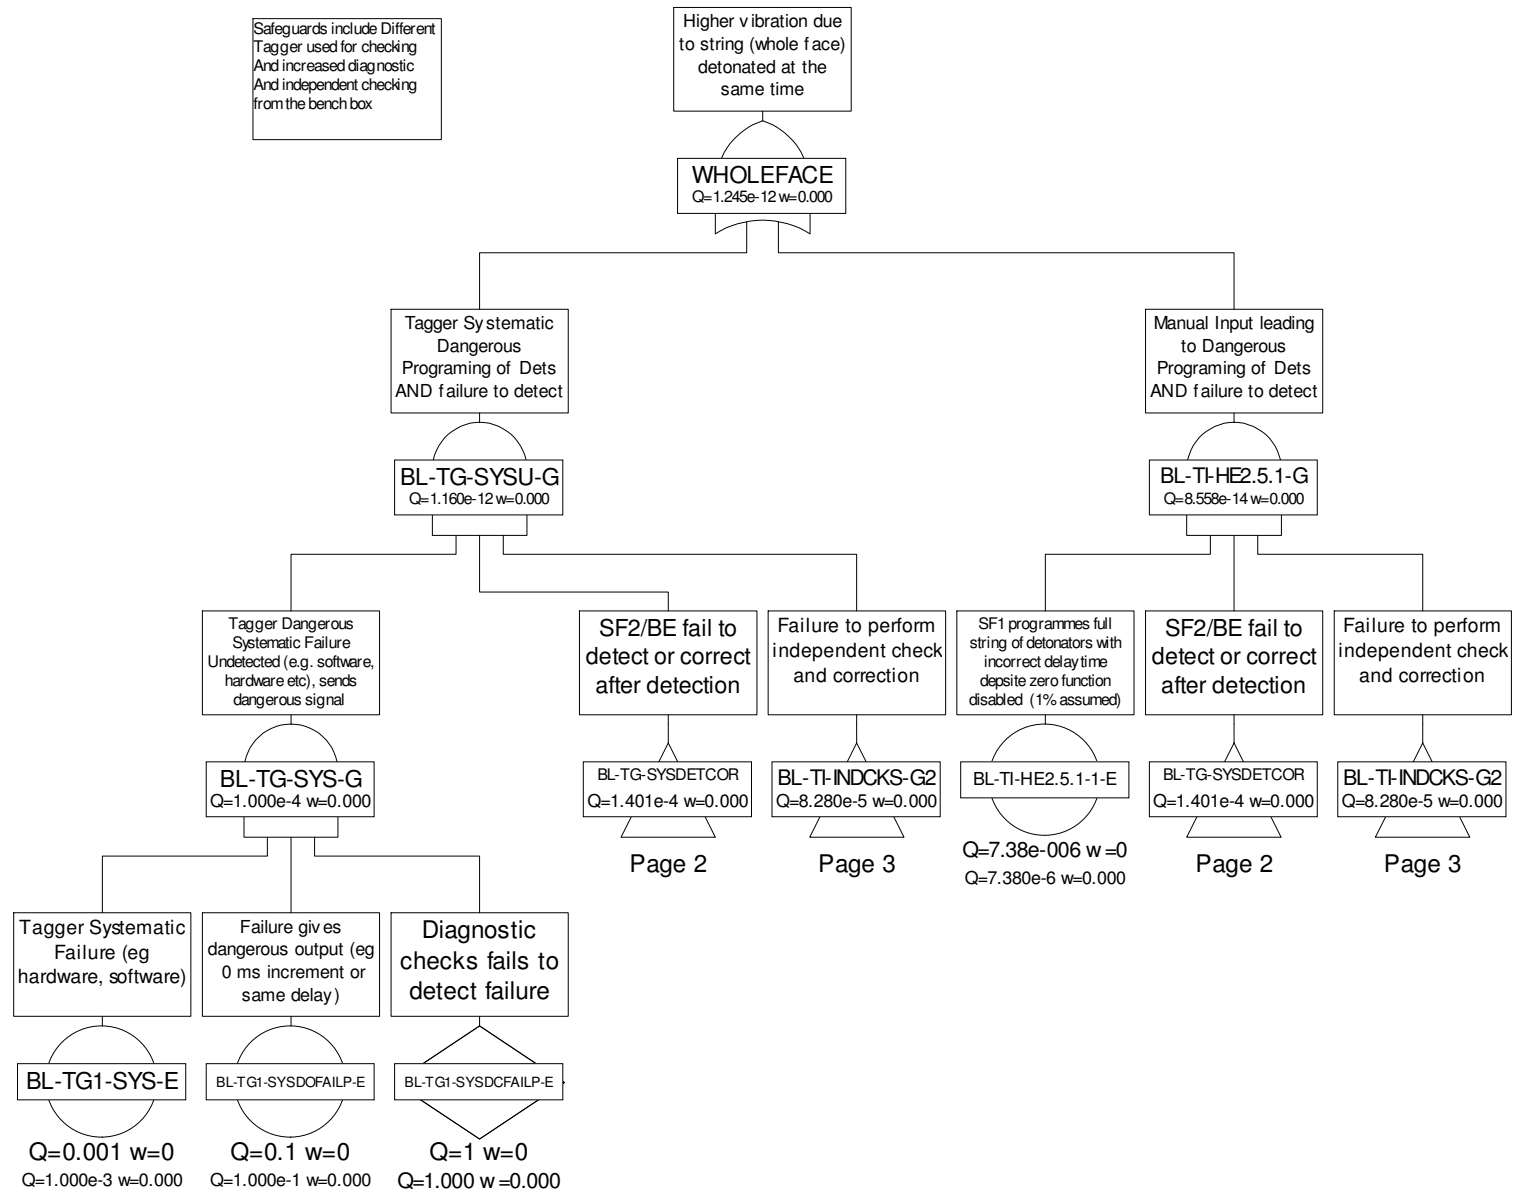 Safeguards include Different
Tagger used for checking
And increased diagnostic
And independent checking
from the bench box
Higher vibration due
to string (whole face)
detonated at the
same time
WHOLEFACE
Q=1.245e-12 w=0.000
Tagger Systematic
Dangerous
Programing of Dets
AND failure to detect
BL-TG-SYSU-G
Q=1.160e-12 w=0.000
Manual Input leading
to Dangerous
Programing of Dets
AND failure to detect
BL-TI-HE2.5.1-G
Q=8.558e-14 w=0.000
Tagger Dangerous
Systematic Failure
Undetected (e.g. software,
hardware etc), sends
dangerous signal
BL-TG-SYS-G
Q=1.000e-4 w=0.000
SF2/BE fail to
detect or correct
after detection
BL-TG-SYSDETCOR
Q=1.401e-4 w=0.000
Page 2
Failure to perform
independent check
and correction
BL-TI-INDCKS-G2
Q=8.280e-5 w=0.000
Page 3
SF1 programmes full
string of detonators with
incorrect delay time
depsite zero function
disabled (1% assumed)
BL-TI-HE2.5.1-1-E
Q=7.38e-006 w=0
Q=7.380e-6 w=0.000
SF2/BE fail to
detect or correct
after detection
BL-TG-SYSDETCOR
Q=1.401e-4 w=0.000
Page 2
Failure to perform
independent check
and correction
BL-TI-INDCKS-G2
Q=8.280e-5 w=0.000
Page 3
Tagger Systematic
Failure (eg
hardware, software)
BL-TG1-SYS-E
Q=0.001 w=0
Q=1.000e-3 w=0.000
Failure gives
dangerous output (eg
0 ms increment or
same delay)
BL-TG1-SYSDOFAILP-E
Q=0.1 w=0
Q=1.000e-1 w=0.000
Diagnostic
checks fails to
detect failure
BL-TG1-SYSDCFAILP-E
Q=1 w=0
Q=1.000 w=0.000